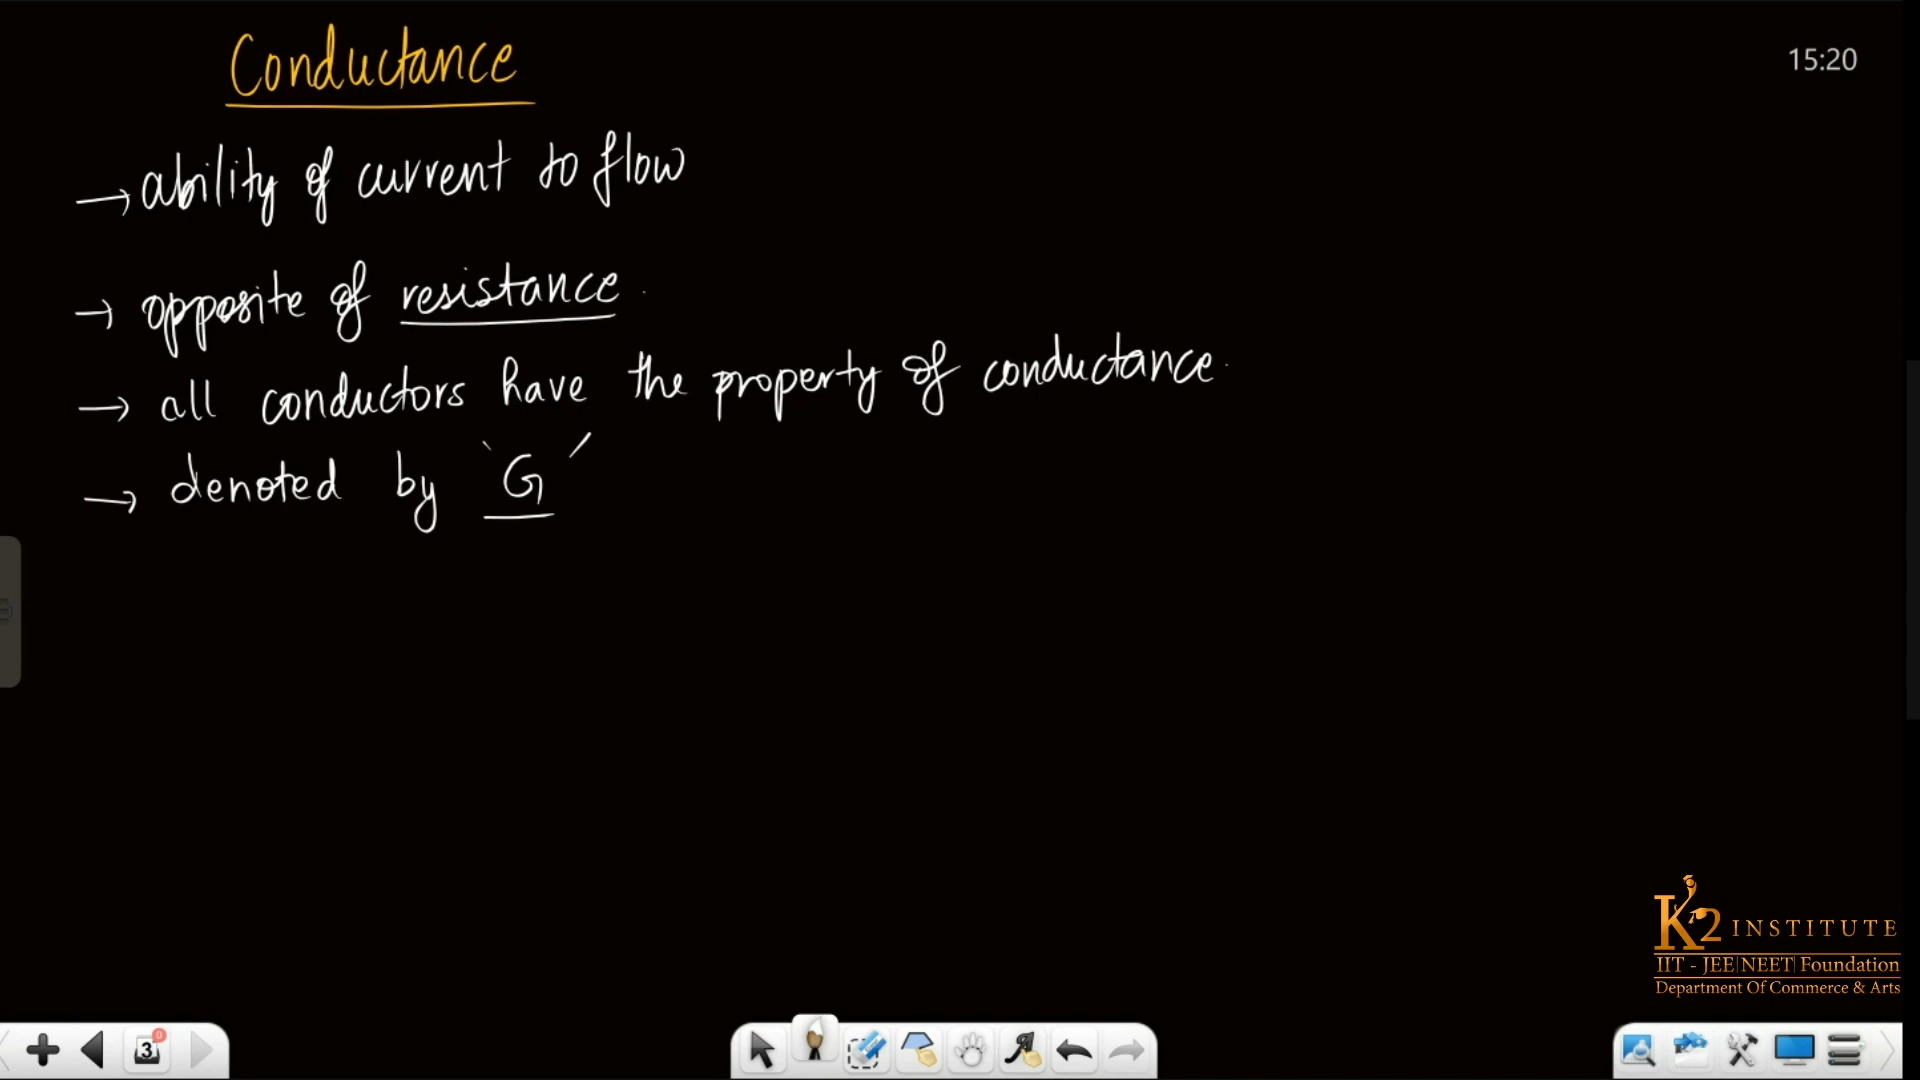 Conductance
15:20
→ ability of current to flow
→ opposite of resistance.
→ all conductors have the property of conductance.
→ denoted by 'G'
K2 INSTITUTE
IIT - JEE|NEET| Foundation
Department Of Commerce & Arts
3
0